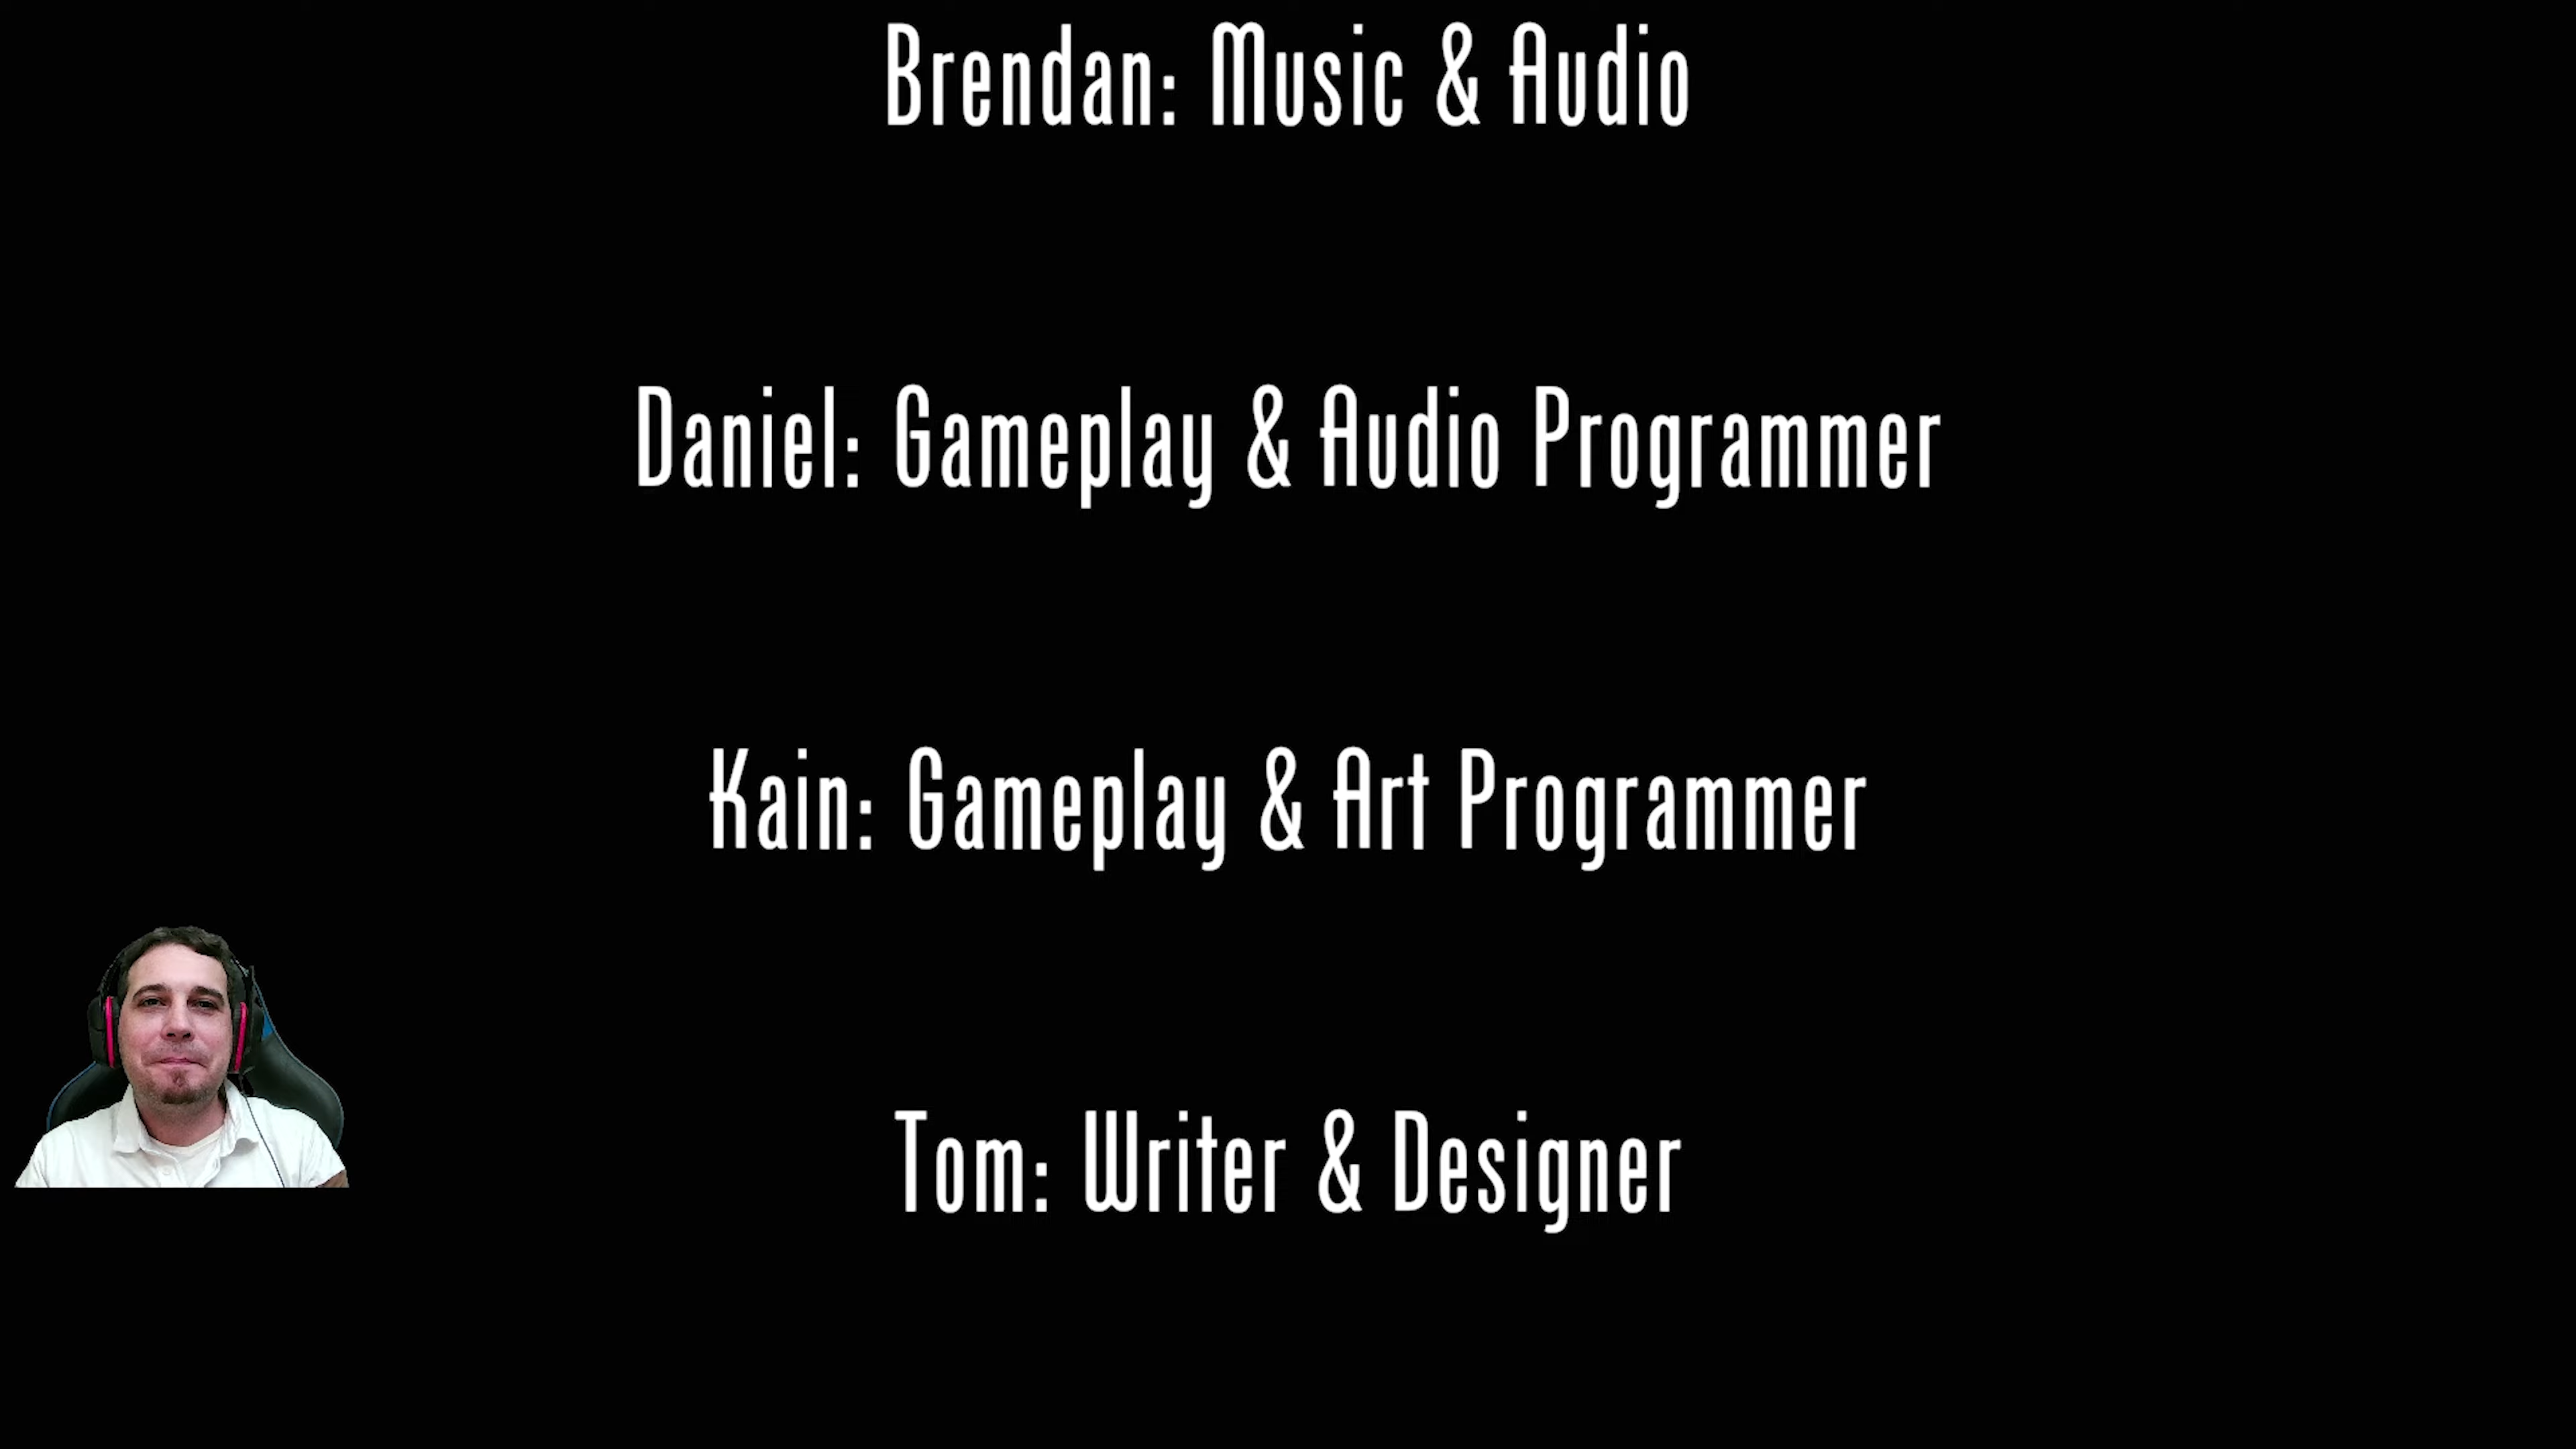 Brendan: Music & Audio
Daniel: Gameplay & Audio Programmer
Kain: Gameplay & Art Programmer
Tom: Writer & Designer